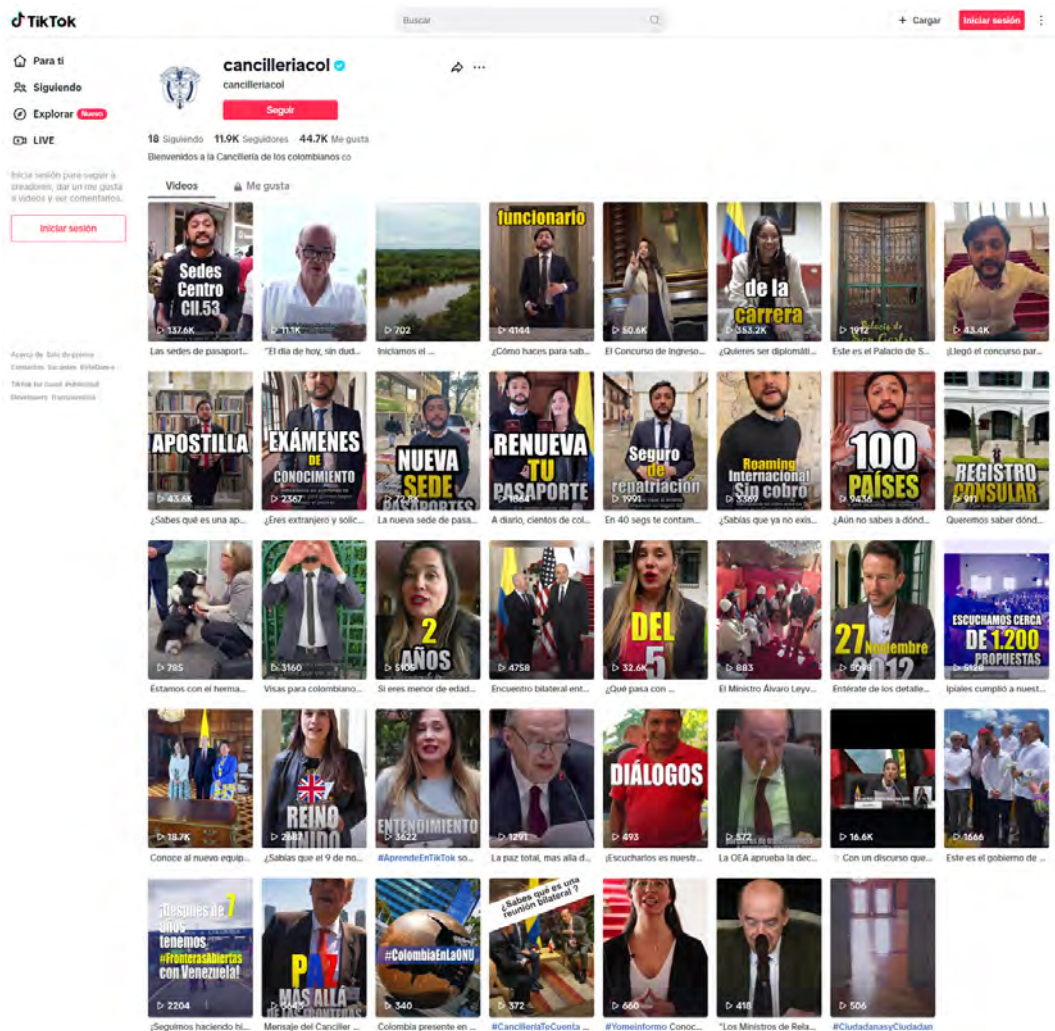 TikTok
Buscar
+ Cargar
Iniciar sesión
Para ti
Siguiendo
Explorar Nuevo
LIVE
Inicia sesión para seguir a
creadores, dar un me gusta
a videos y ver comentarios.
Iniciar sesión
cancilleriacol
cancilleriacol
Seguir
18 Siguiendo 11.9K Seguidores 44.7K Me gusta
Bienvenidos a la Cancillería de los colombianos co
Videos
Me gusta
Sedes
Centro
Cll.53
137.6K
11.1K
702
funcionario
4144
50.6K
de la
carrera
353.2K
1912
Palacio de
San Carlos
43.4K
Las sedes de pasaport...
"El día de hoy, sin dud...
Iniciamos el ...
¿Cómo haces para sab...
El Concurso de Ingreso...
¿Quieres ser diplomáti...
Este es el Palacio de S...
¡Llegó el concurso par...
APOSTILLA
43.6K
EXÁMENES
DE
CONOCIMIENTO
2367
NUEVA
SEDE
PASAPORTES
RENUEVA
TU
PASAPORTE
1664
Seguro
de
repatriación
1991
Roaming
Internacional
Sin cobro
3369
100
PAÍSES
9436
REGISTRO
CONSULAR
911
¿Sabes qué es una ap...
¿Eres extranjero y solic...
La nueva sede de pasa...
A diario, cientos de col...
En 40 segs te contam...
¿Sabías que ya no exis...
¿Aún no sabes a dónd...
Queremos saber dónd...
785
3160
2
AÑOS
5105
4758
DEL
5
32.6K
883
27 Noviembre
2012
5098
ESCUCHAMOS CERCA
DE 1.200
PROPUESTAS
5128
Estamos con el herma...
Visas para colombiano...
Si eres menor de edad...
Encuentro bilateral ent...
¿Qué pasa con ...
El Ministro Álvaro Leyv...
Entérate de los detalle...
Ipiales cumplió a nuest...
18.7K
REINO
UNIDO
2682
ENTENDIMIENTO
3622
1291
DIÁLOGOS
493
572
16.6K
1666
Conoce al nuevo equip...
¿Sabías que el 9 de no...
#AprendeEnTikTok so...
La paz total, mas alla d...
¡Escucharlos es nuestr...
La OEA aprueba la dec...
Con un discurso que...
Este es el gobierno de ...
¡Después de 7
años
tenemos
#FronterasAbiertas
con Venezuela!
2204
PAZ
MÁS ALLÁ
DE LAS FRONTERAS
#ColombiaEnLaONU
340
¿Sabes qué es una
reunión bilateral ?
372
660
418
506
¡Seguimos haciendo hi...
Mensaje del Canciller ...
Colombia presente en ...
#CancilleríaTeCuenta ...
#Yomeinformo Conoc...
"Los Ministros de Rela...
#CiudadanasyCiudadan